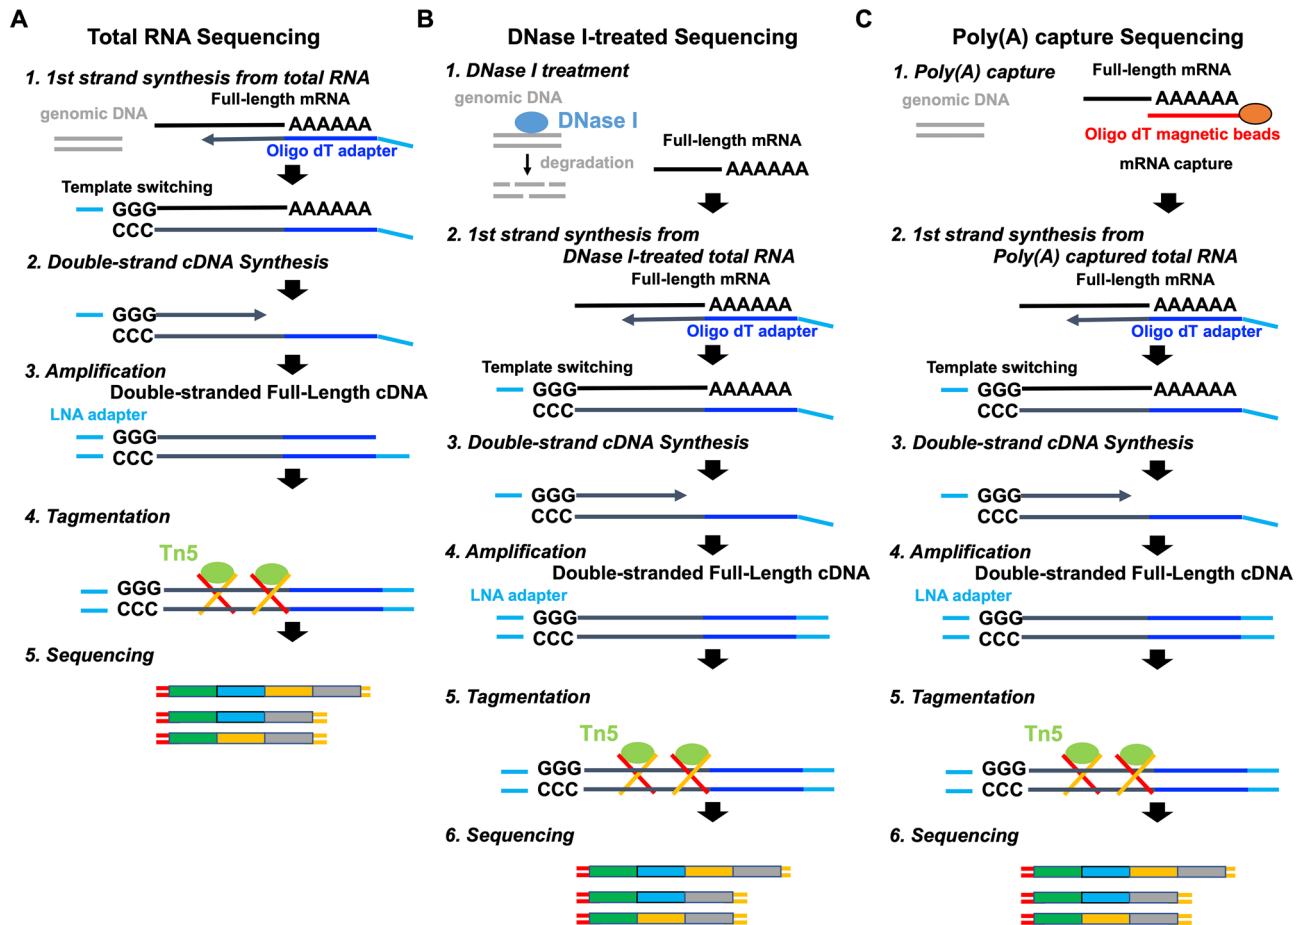 A
Total RNA Sequencing
1. 1st strand synthesis from total RNA
Full-length mRNA
genomic DNA
AAAAAA
Oligo dT adapter
Template switching
GGG AAAAAA
CCC
2. Double-strand cDNA Synthesis
GGG
CCC
3. Amplification
Double-stranded Full-Length cDNA
LNA adapter
GGG
CCC
4. Tagmentation
Tn5
GGG
CCC
5. Sequencing
B
DNase I-treated Sequencing
1. DNase I treatment
genomic DNA
DNase I
Full-length mRNA
degradation
AAAAAA
2. 1st strand synthesis from
DNase I-treated total RNA
Full-length mRNA
AAAAAA
Oligo dT adapter
Template switching
GGG AAAAAA
CCC
3. Double-strand cDNA Synthesis
GGG
CCC
4. Amplification
Double-stranded Full-Length cDNA
LNA adapter
GGG
CCC
5. Tagmentation
Tn5
GGG
CCC
6. Sequencing
C
Poly(A) capture Sequencing
1. Poly(A) capture
Full-length mRNA
genomic DNA
AAAAAA
Oligo dT magnetic beads
mRNA capture
2. 1st strand synthesis from
Poly(A) captured total RNA
Full-length mRNA
AAAAAA
Oligo dT adapter
Template switching
GGG AAAAAA
CCC
3. Double-strand cDNA Synthesis
GGG
CCC
4. Amplification
Double-stranded Full-Length cDNA
LNA adapter
GGG
CCC
5. Tagmentation
Tn5
GGG
CCC
6. Sequencing